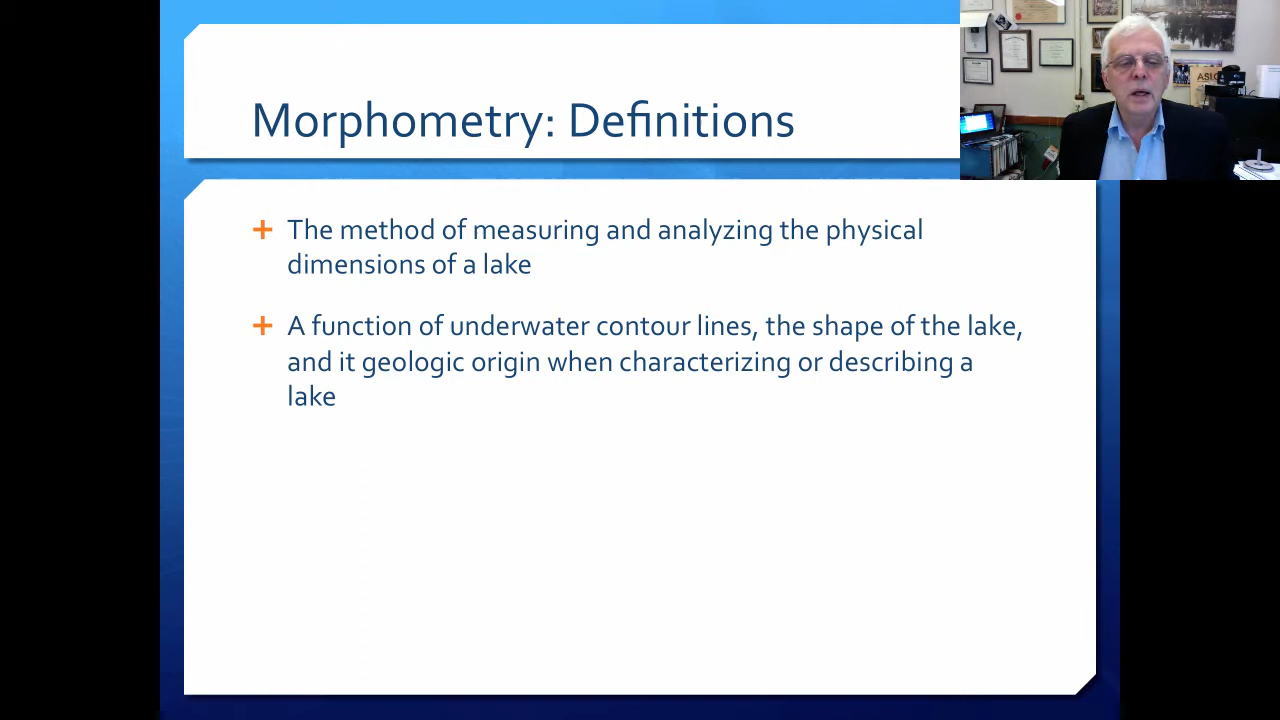 Morphometry: Definitions
+ The method of measuring and analyzing the physical
dimensions of a lake
+ A function of underwater contour lines, the shape of the lake,
and it geologic origin when characterizing or describing a
lake